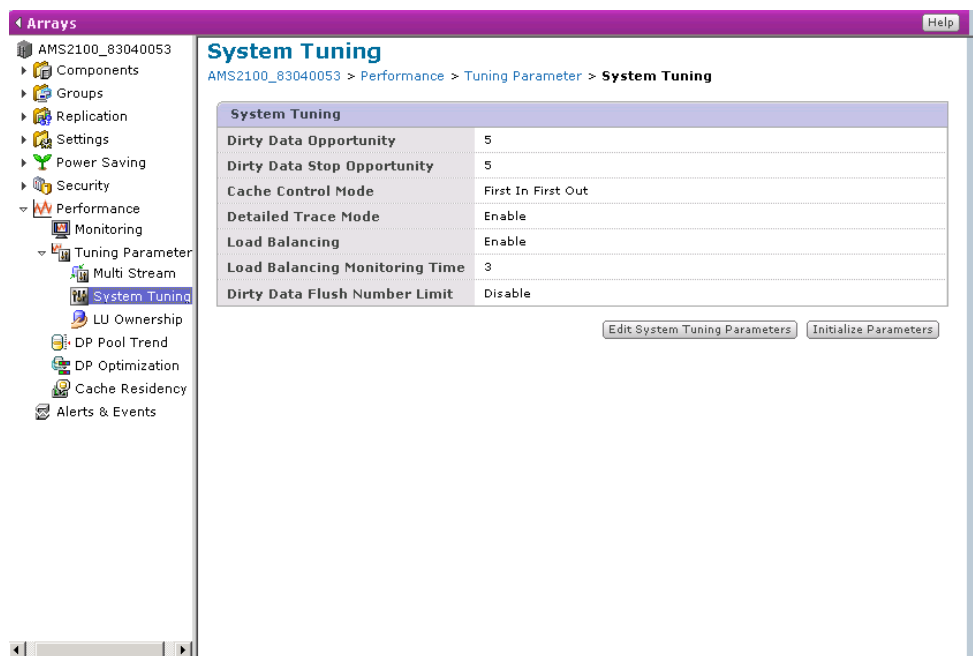 Arrays
Help
AMS2100_83040053
Components
Groups
Replication
Settings
Power Saving
Security
Performance
Monitoring
Tuning Parameter
Multi Stream
System Tuning
LU Ownership
DP Pool Trend
DP Optimization
Cache Residency
Alerts & Events
System Tuning
AMS2100_83040053 > Performance > Tuning Parameter > System Tuning
System Tuning
Dirty Data Opportunity 5
Dirty Data Stop Opportunity 5
Cache Control Mode First In First Out
Detailed Trace Mode Enable
Load Balancing Enable
Load Balancing Monitoring Time 3
Dirty Data Flush Number Limit Disable
Edit System Tuning Parameters Initialize Parameters